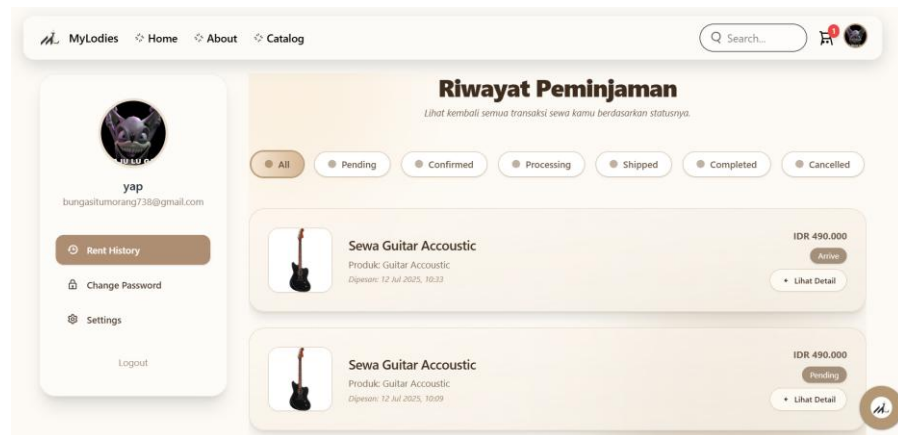 MyLodies Home About Catalog Search... 1
Riwayat Peminjaman
Lihat kembali semua transaksi sewa kamu berdasarkan statusnya.
All Pending Confirmed Processing Shipped Completed Cancelled
yap
bungasitumorang738@gmail.com
Rent History
Change Password
Settings
Logout
Sewa Guitar Accoustic
Produk: Guitar Accoustic
Dipesan: 12 Jul 2025, 10.33
IDR 490.000
Arrive
+ Lihat Detail
Sewa Guitar Accoustic
Produk: Guitar Accoustic
Dipesan: 12 Jul 2025, 10.09
IDR 490.000
Pending
+ Lihat Detail